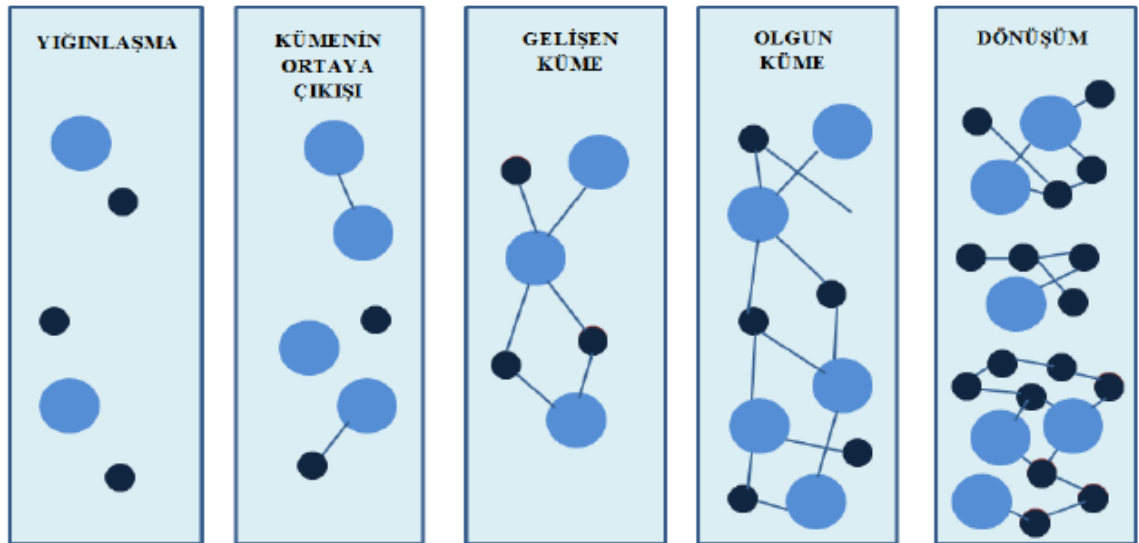 YIĞINLAŞMA
KÜMENİN
ORTAYA
ÇIKIŞI
GELİŞEN
KÜME
OLGUN
KÜME
DÖNÜŞÜM